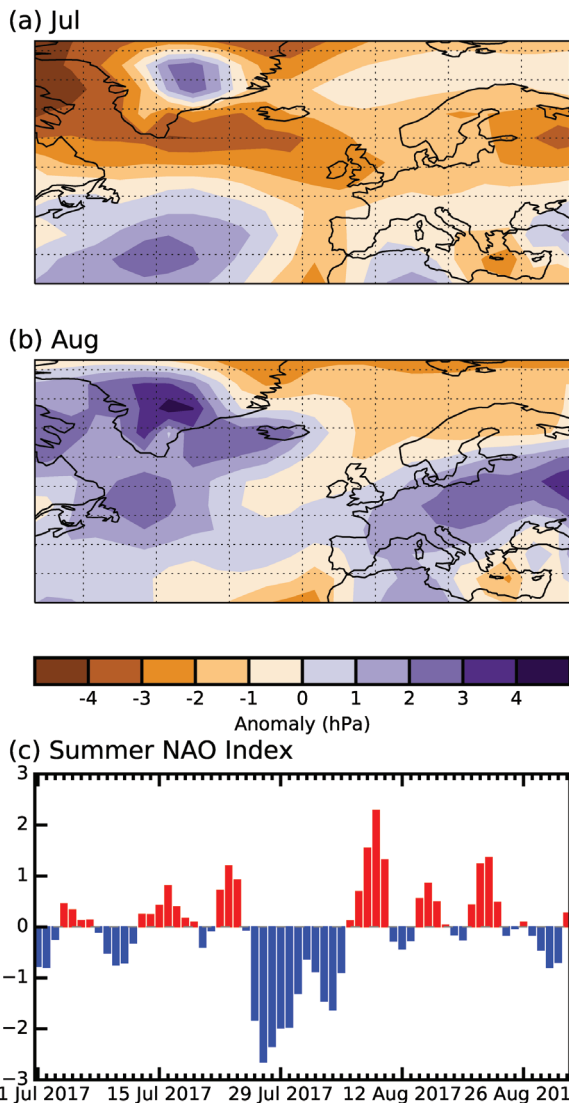 (a) Jul
(b) Aug
-4 -3 -2 -1 0 1 2 3 4
Anomaly (hPa)
(c) Summer NAO Index
3
2
1
0
−1
−2
−3
1 Jul 2017 15 Jul 2017 29 Jul 2017 12 Aug 2017 26 Aug 201